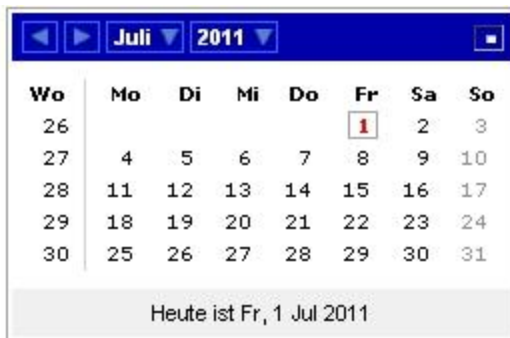 Juli 2011
Wo Mo Di Mi Do Fr Sa So
26 1 2 3
27 4 5 6 7 8 9 10
28 11 12 13 14 15 16 17
29 18 19 20 21 22 23 24
30 25 26 27 28 29 30 31
Heute ist Fr, 1 Jul 2011